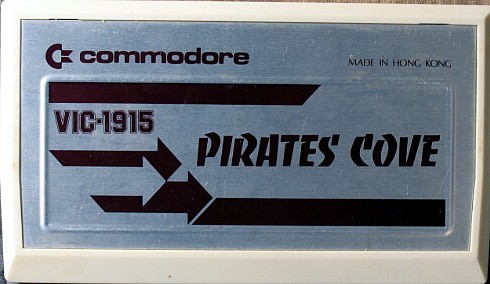 commodore
MADE IN HONG KONG
VIC-1915
PIRATES COVE